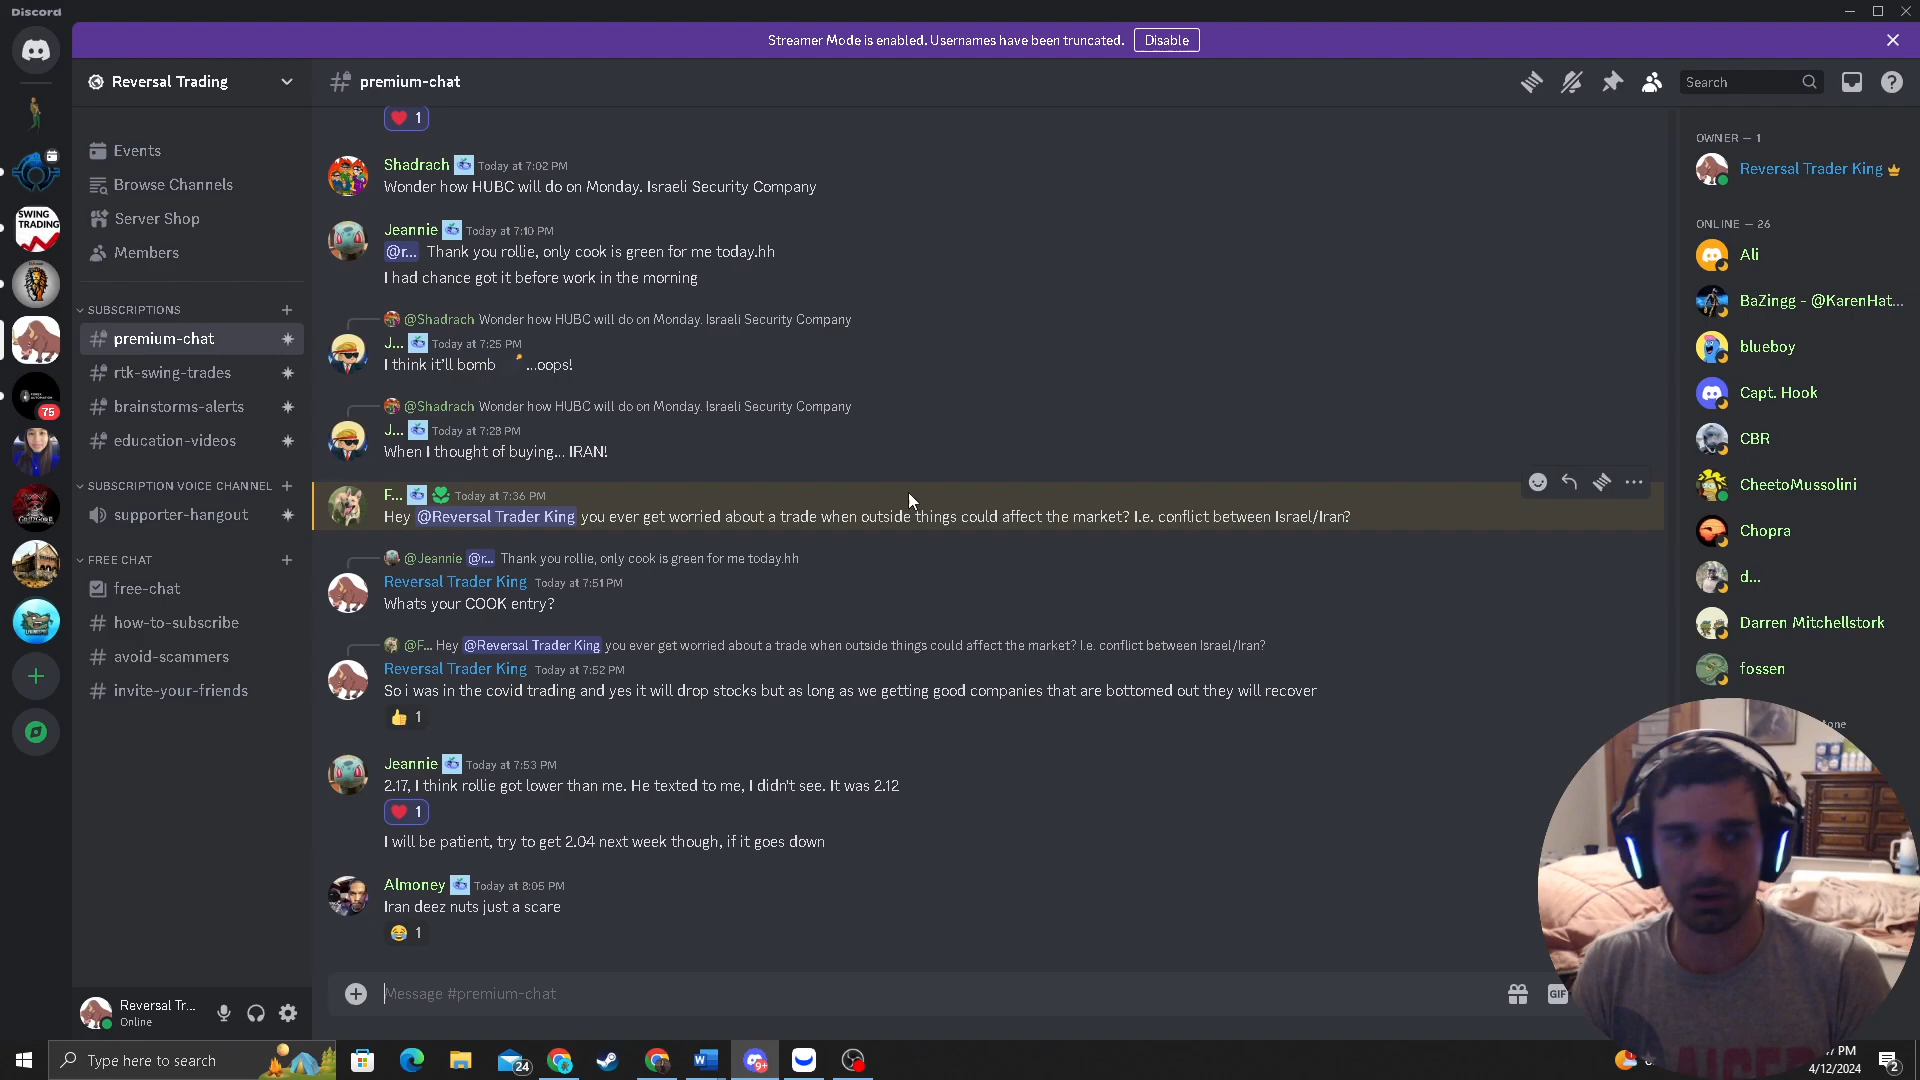 Discord
Streamer Mode is enabled. Usernames have been truncated. Disable
Reversal Trading
premium-chat
Search
Events
Browse Channels
Server Shop
Members
SUBSCRIPTIONS
premium-chat
rtk-swing-trades
brainstorms-alerts
education-videos
SUBSCRIPTION VOICE CHANNEL
supporter-hangout
FREE CHAT
free-chat
how-to-subscribe
avoid-scammers
invite-your-friends
SWING
TRADING
75
Reversal Tr...
Online
1
Shadrach Today at 7:02 PM
Wonder how HUBC will do on Monday. Israeli Security Company
Jeannie Today at 7:10 PM
@r... Thank you rollie, only cook is green for me today.hh
I had chance got it before work in the morning
@Shadrach Wonder how HUBC will do on Monday. Israeli Security Company
J... Today at 7:25 PM
I think it'll bomb ...oops!
@Shadrach Wonder how HUBC will do on Monday. Israeli Security Company
J... Today at 7:28 PM
When I thought of buying... IRAN!
F... Today at 7:36 PM
Hey @Reversal Trader King you ever get worried about a trade when outside things could affect the market? I.e. conflict between Israel/Iran?
@Jeannie @r... Thank you rollie, only cook is green for me today.hh
Reversal Trader King Today at 7:51 PM
Whats your COOK entry?
@F... Hey @Reversal Trader King you ever get worried about a trade when outside things could affect the market? I.e. conflict between Israel/Iran?
Reversal Trader King Today at 7:52 PM
So i was in the covid trading and yes it will drop stocks but as long as we getting good companies that are bottomed out they will recover
1
Jeannie Today at 7:53 PM
2.17, I think rollie got lower than me. He texted to me, I didn't see. It was 2.12
1
I will be patient, try to get 2.04 next week though, if it goes down
Almoney Today at 8:05 PM
Iran deez nuts just a scare
1
Message #premium-chat
GIF
OWNER — 1
Reversal Trader King
ONLINE — 26
Ali
BaZingg - @KarenHat...
blueboy
Capt. Hook
CBR
CheetoMussolini
Chopra
d...
Darren Mitchellstork
fossen
Type here to search
24
9+
PM
4/12/2024
2